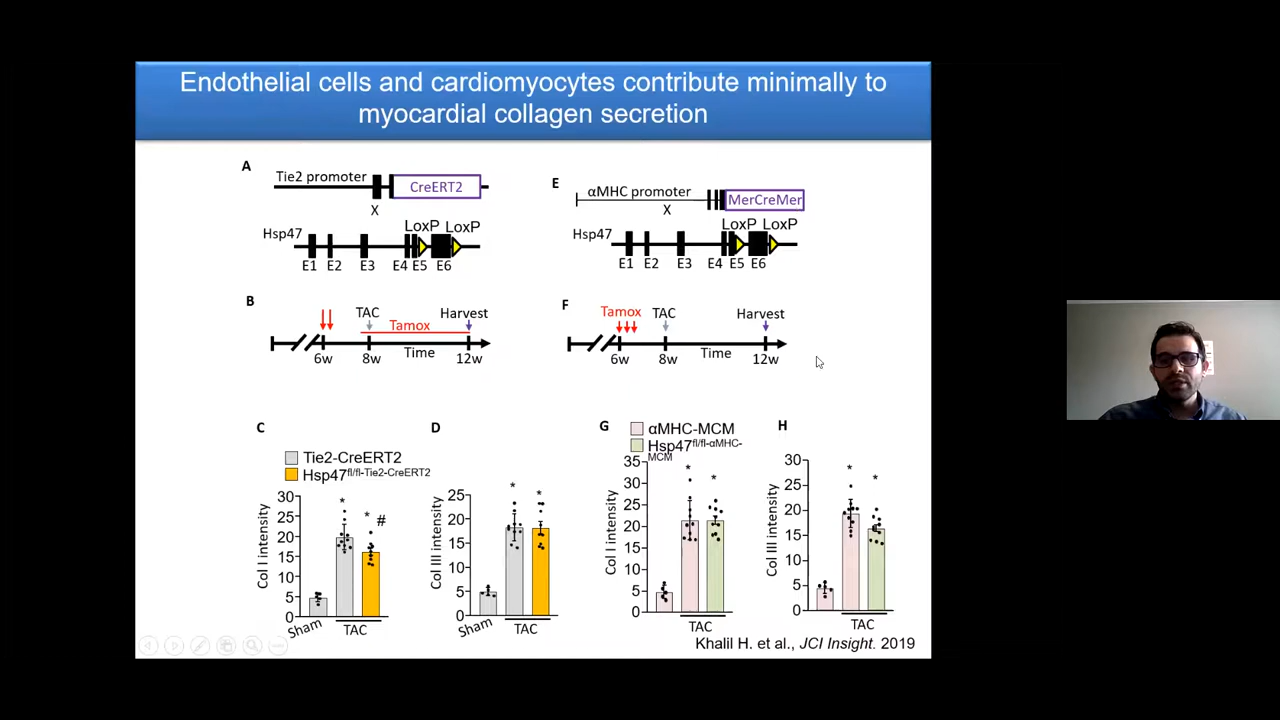 Endothelial cells and cardiomyocytes contribute minimally to
myocardial collagen secretion
A
Tie2 promoter
CreERT2
X
LoxP LoxP
Hsp47
E1 E2 E3 E4 E5 E6
B
TAC
Harvest
Tamox
Time
6w 8w 12w
C
Tie2-CreERT2
Hsp47fl/fl-Tie2-CreERT2
Col I intensity
30
25
20
15
10
5
0
* * #
Sham
TAC
D
Col III intensity
25
20
15
10
5
0
* *
Sham
TAC
E
αMHC promoter
MerCreMer
X
LoxP LoxP
Hsp47
E1 E2 E3 E4 E5 E6
F
Tamox
TAC
Harvest
Time
6w 8w 12w
G
αMHC-MCM
Hsp47fl/fl-αMHC-
MCM
Col I intensity
35
30
25
20
15
10
5
0
* *
TAC
H
Col III intensity
30
20
15
10
5
0
* *
TAC
Khalil H. et al., JCI Insight. 2019